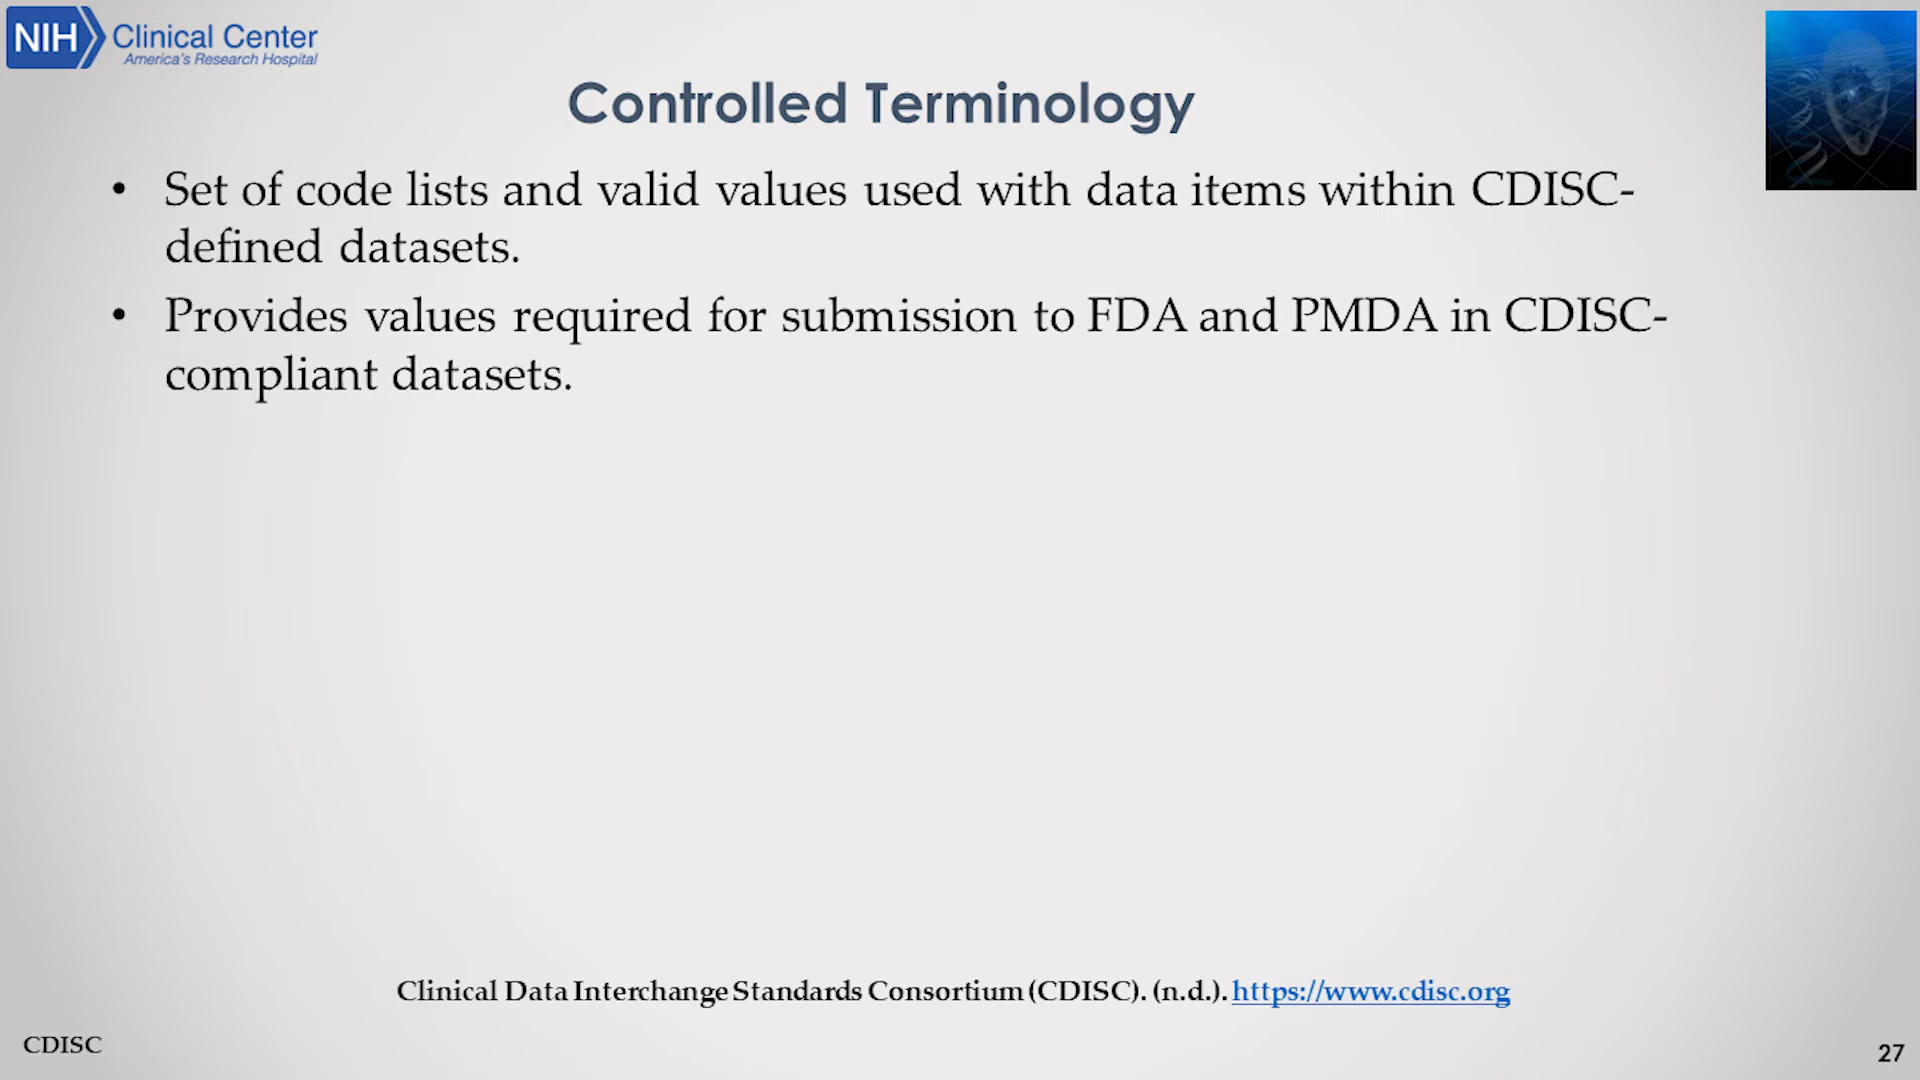 NIH Clinical Center
America's Research Hospital
Controlled Terminology
• Set of code lists and valid values used with data items within CDISC-
defined datasets.
• Provides values required for submission to FDA and PMDA in CDISC-
compliant datasets.
Clinical Data Interchange Standards Consortium (CDISC). (n.d.). https://www.cdisc.org
CDISC
27